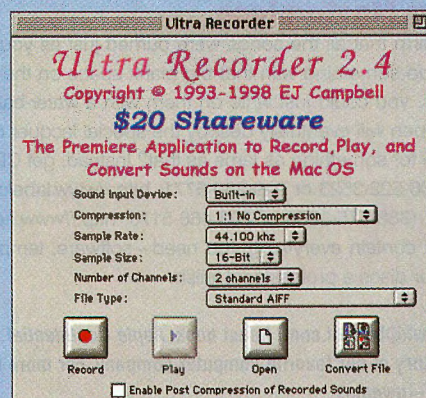 Ultra Recorder
Ultra Recorder 2.4
Copyright © 1993-1998 EJ Campbell
$20 Shareware
The Premiere Application to Record,Play, and
Convert Sounds on the Mac OS
Sound Input Device: Built-in
Compression: 1:1 No Compression
Sample Rate: 44.100 khz
Sample Size: 16-Bit
Number of Channels: 2 channels
File Type: Standard AIFF
Record Play Open Convert File
Enable Post Compression of Recorded Sounds